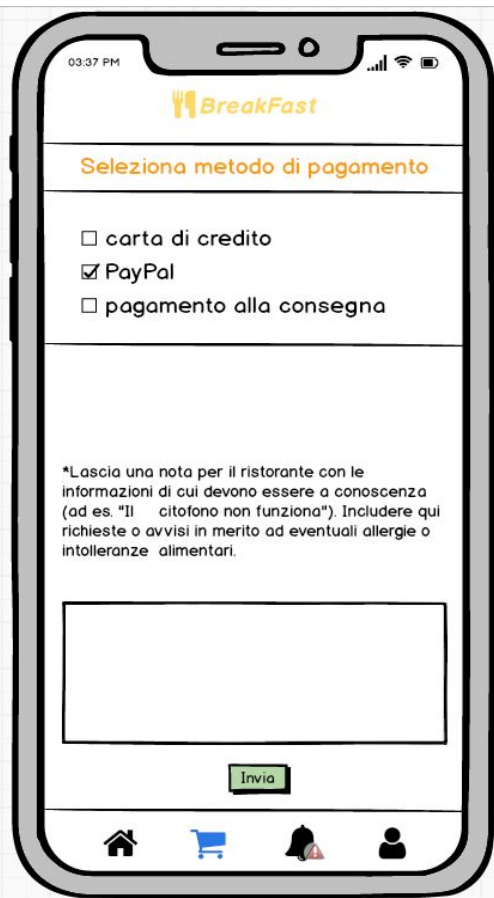 03:37 PM
BreakFast
Seleziona metodo di pagamento
carta di credito
PayPal
pagamento alla consegna
*Lascia una nota per il ristorante con le
informazioni di cui devono essere a conoscenza
(ad es. "Il citofono non funziona"). Includere qui
richieste o avvisi in merito ad eventuali allergie o
intolleranze alimentari.
Invia